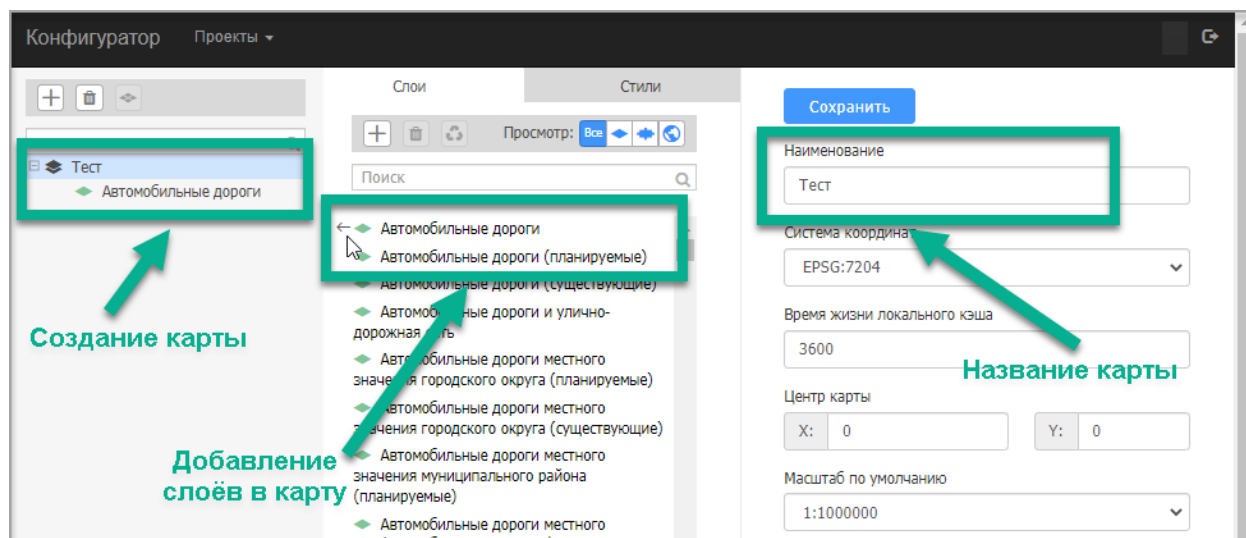 Конфигуратор Проекты
Слои Стили
Сохранить
Просмотр: Все
Наименование
Тест
Тест
Автомобильные дороги
Поиск
Автомобильные дороги
Автомобильные дороги (планируемые)
Автомобильные дороги (существующие)
Автомобильные дороги и улично-
дорожная сеть
Автомобильные дороги местного
значения городского округа (планируемые)
Автомобильные дороги местного
значения городского округа (существующие)
Автомобильные дороги местного
значения муниципального района
(планируемые)
Автомобильные дороги местного
Система координат
EPSG:7204
Время жизни локального кэша
3600
Центр карты
X: 0 Y: 0
Масштаб по умолчанию
1:1000000
Создание карты
Добавление
слоёв в карту
Название карты